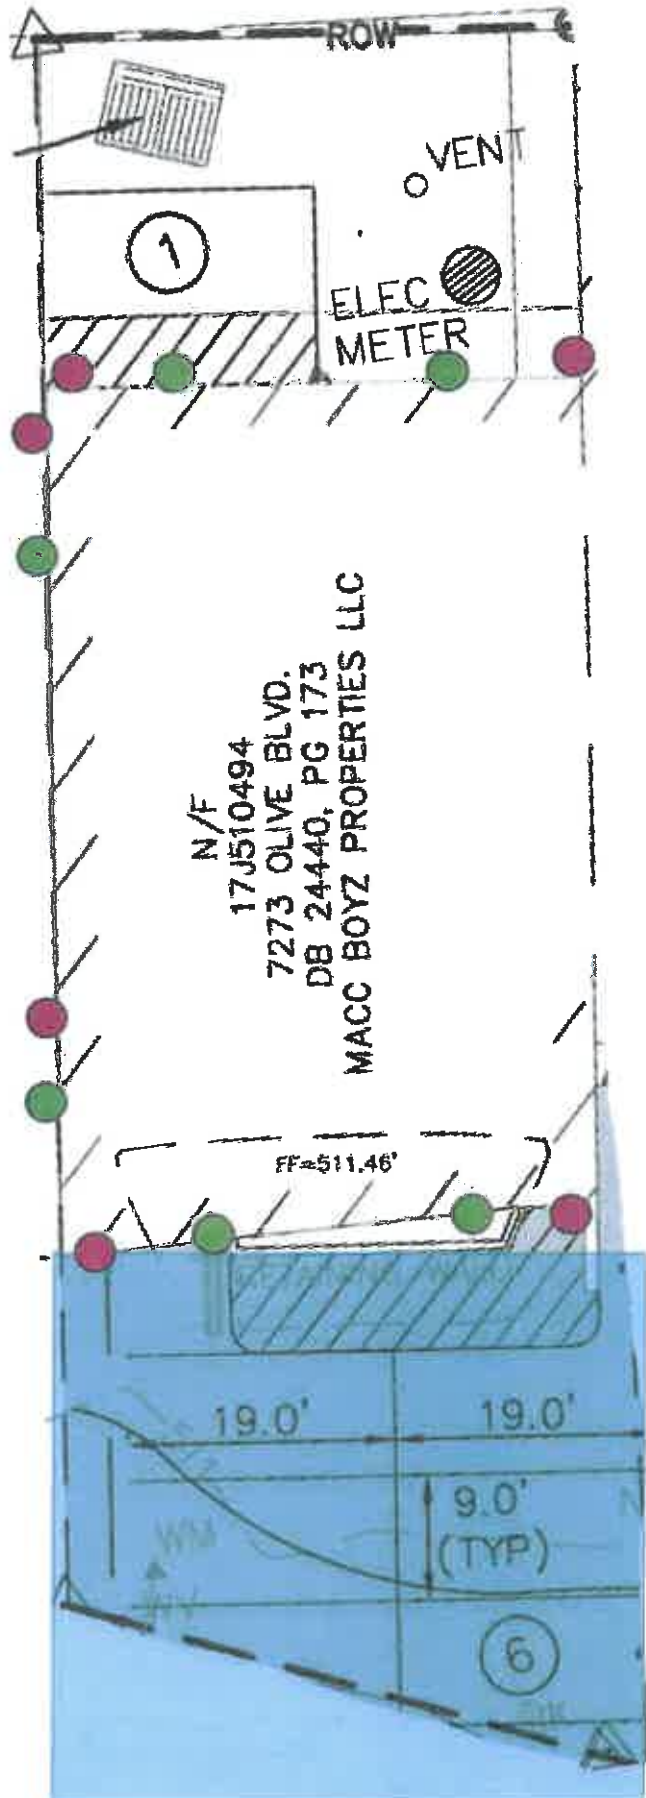 ROW
VENT
1
ELEC
METER
N/F
17J510494
7273 OLIVE BLVD.
DB 24440, PG 173
MACC BOYZ PROPERTIES LLC
FF=511.46'
19.0' 19.0'
9.0'
(TYP)
WM
WV
6